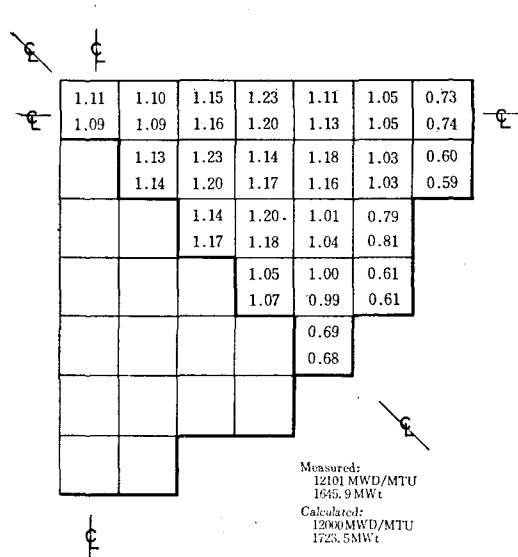 ℄ ℄
1.11 1.10 1.15 1.23 1.11 1.05 0.73
℄ 1.09 1.09 1.16 1.20 1.13 1.05 0.74 ℄
1.13 1.23 1.14 1.18 1.03 0.60
1.14 1.20 1.17 1.16 1.03 0.59
1.14 1.20. 1.01 0.79
1.17 1.18 1.04 0.81
1.05 1.00 0.61
1.07 0.99 0.61
0.69
0.68
℄
Measured:
12101 MWD/MTU
1645.9 MWt
Calculated:
12000 MWD/MTU
1723.5 MWt
℄